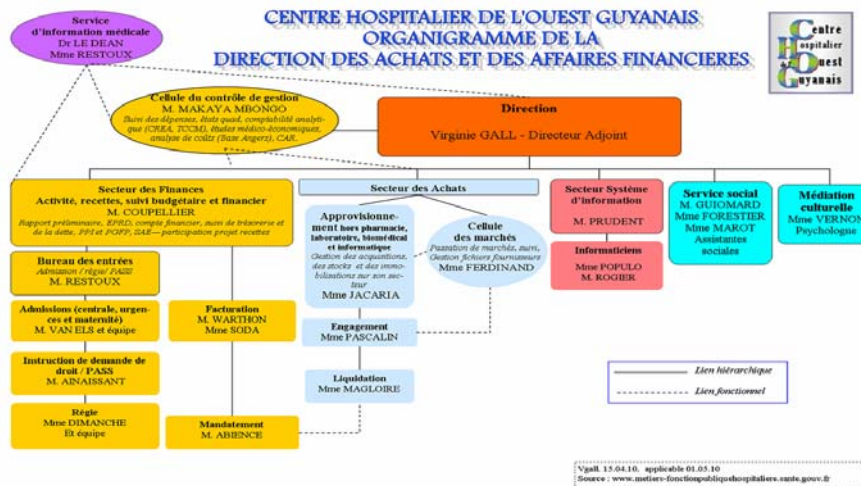 CENTRE HOSPITALIER DE L'OUEST GUYANAIS
ORGANIGRAMME DE LA
DIRECTION DES ACHATS ET DES AFFAIRES FINANCIERES
Centre
Hospitalier
Ouest
Guyanais
Service
d'information médicale
Dr LE DEAN
Mme RESTOUX
Cellule du contrôle de gestion
M. MAKAYA MBONGO
Suivi des dépenses, états quad, comptabilité analyti-
que (CREA, TCCM), études médico-économiques,
analyse de coûts (Base Angers), CAR.
Direction
Virginie GALL - Directeur Adjoint
Secteur des Finances
Activité, recettes, suivi budgétaire et financier
M. COUPELLIER
Rapport préliminaire, EPRD, compte financier, suivi de trésorerie et
de la dette, PPI et PGFP, SAE— participation projet recettes
Bureau des entrées
Admission / régie/ PASS
M. RESTOUX
Admissions (centrale, urgen-
ces et maternité)
M. VAN ELS et équipe
Instruction de demande de
droit / PASS
M. AINAISSANT
Régie
Mme DIMANCHE
Et équipe
Facturation
M. WARTHON
Mme SODA
Mandatement
M. ABIENCE
Secteur des Achats
Approvisionne-
ment hors pharmacie,
laboratoire, biomédical
et informatique
Gestion des acquisitions,
des stocks et des immo-
bilisations sur son sec-
teur
Mme JACARIA
Cellule
des marchés
Passation de marchés, suivi,
Gestion fichiers fournisseurs
Mme FERDINAND
Engagement
Mme PASCALIN
Liquidation
Mme MAGLOIRE
Secteur Système
d'information
M. PRUDENT
Informaticiens
Mme POPULO
M. ROGIER
Service social
M. GUIOMARD
Mme FORESTIER
Mme MAROT
Assistantes
sociales
Médiation
culturelle
Mme VERNON
Psychologue
Lien hiérarchique
Lien fonctionnel
Vgall. 15.04.10. applicable 01.05.10
Source : www.metiers-fonctionpubliquehospitaliere.sante.gouv.fr